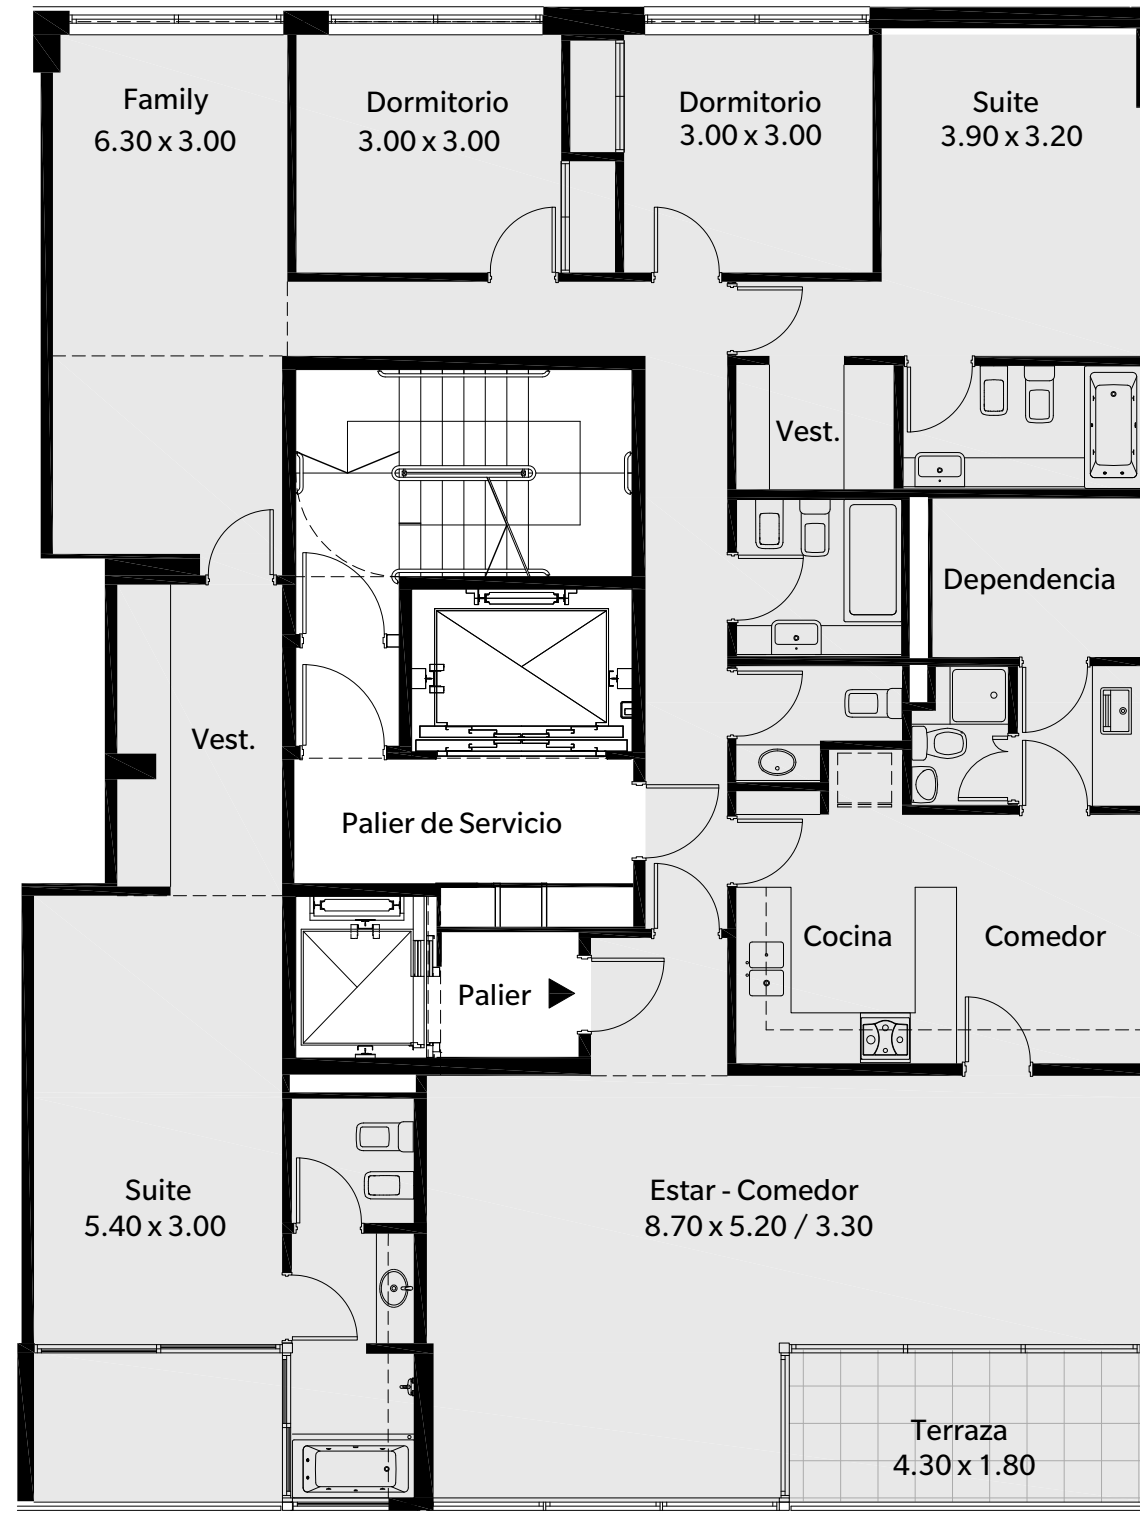 Family
6.30 x 3.00
Dormitorio
3.00 x 3.00
Dormitorio
3.00 x 3.00
Suite
3.90 x 3.20
Vest.
Dependencia
Vest.
Palier de Servicio
Cocina
Comedor
Palier
Suite
5.40 x 3.00
Estar - Comedor
8.70 x 5.20 / 3.30
Terraza
4.30 x 1.80